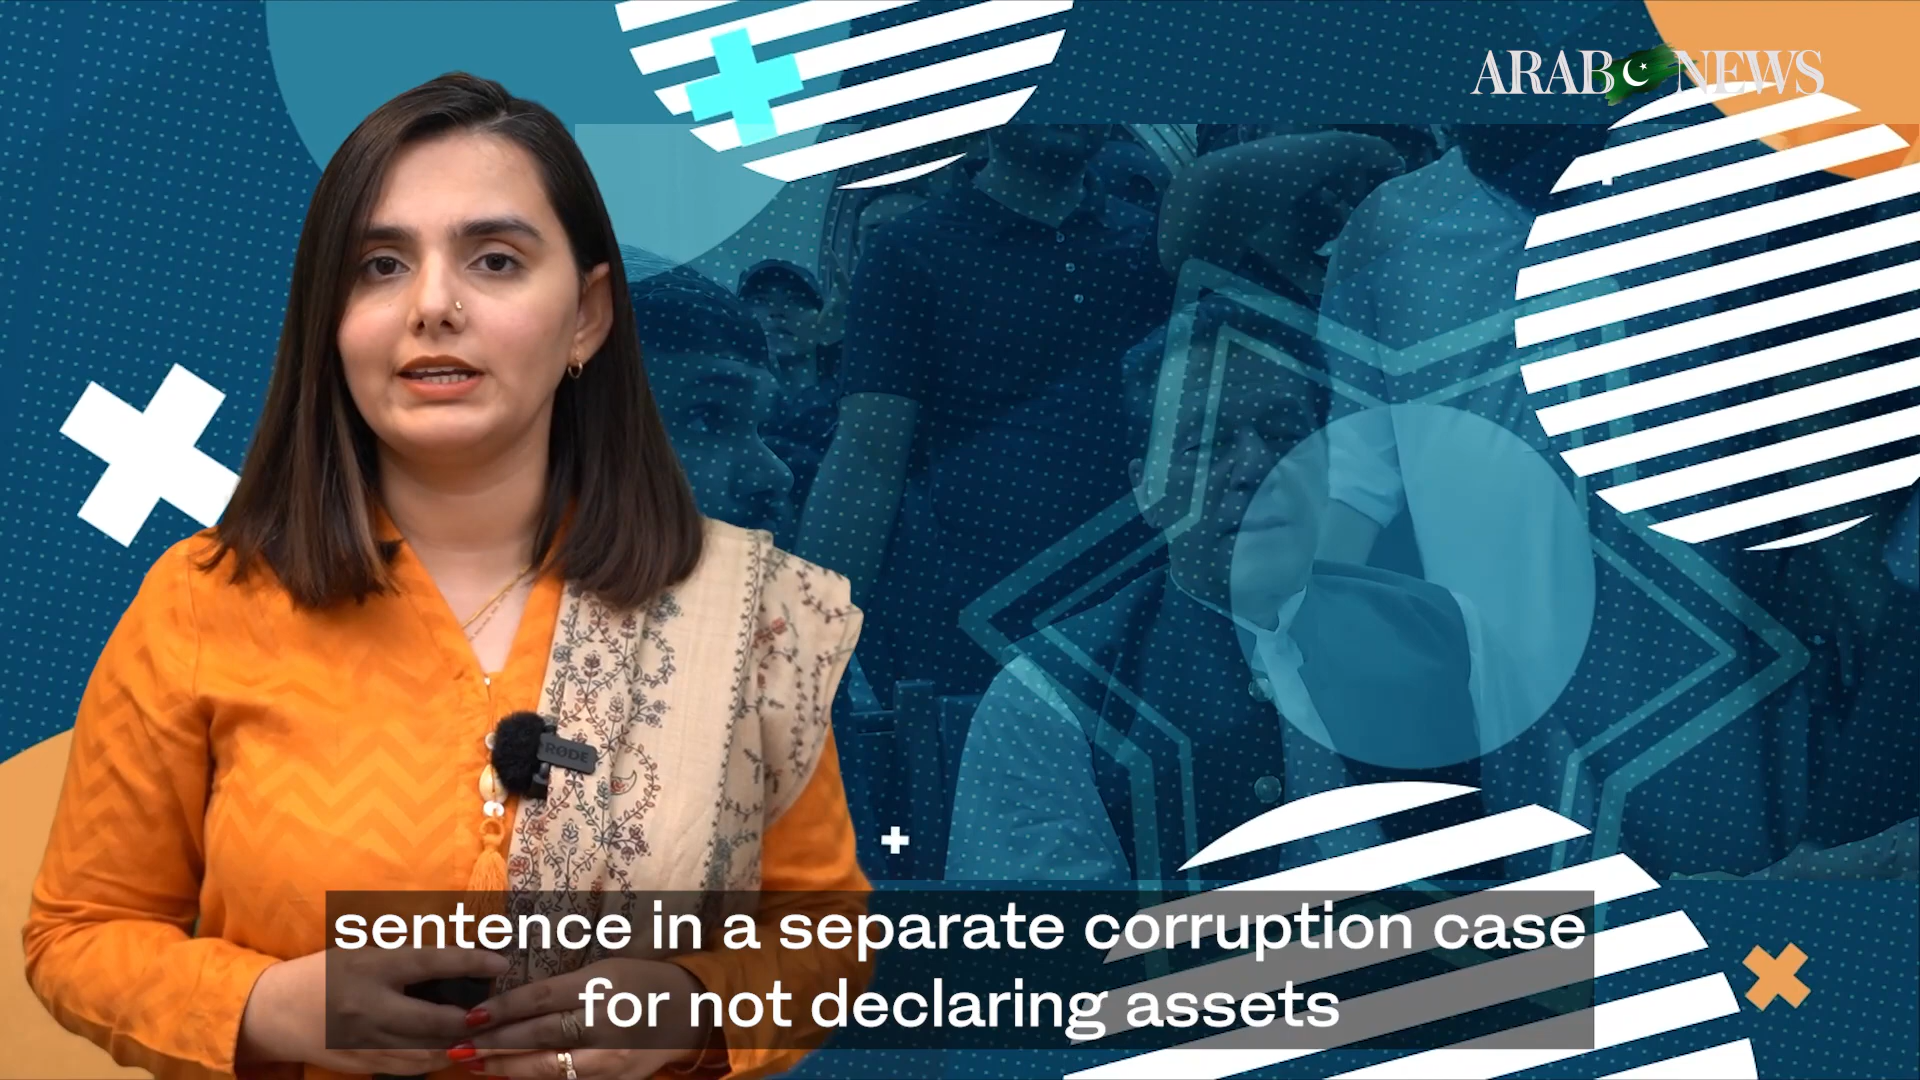 ARAB NEWS
RØDE
sentence in a separate corruption case
for not declaring assets